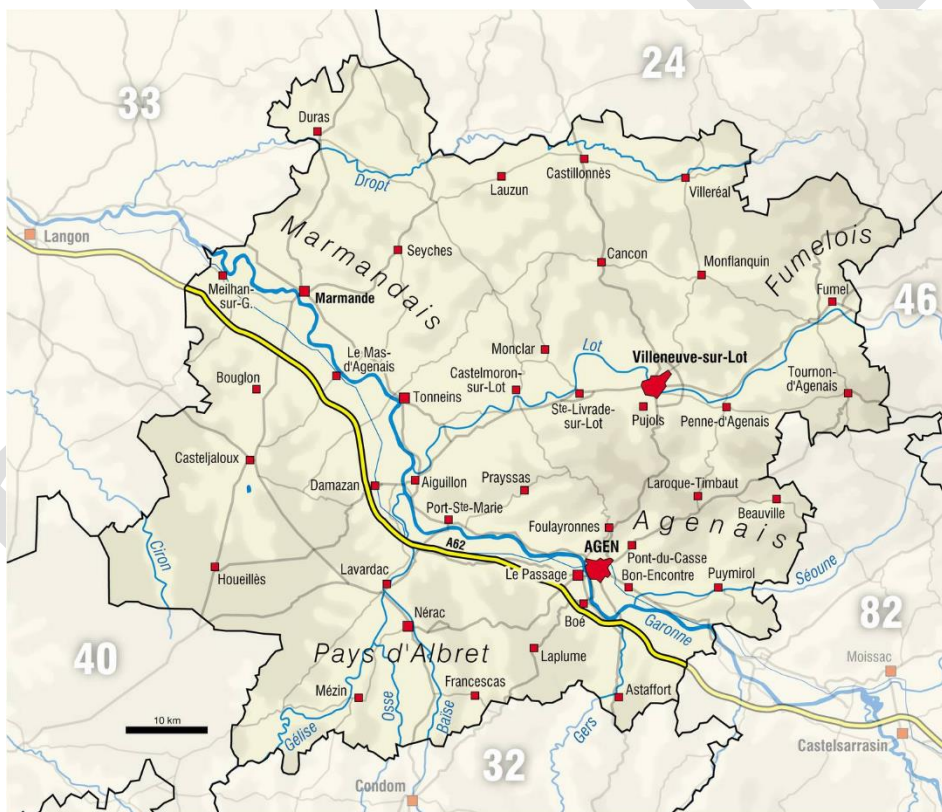 24
33
Duras
Dropt
Castillonnès
Lauzun
Villeréal
Langon
Marmandais
Seyches
Cancon
Monflanquin
Fumelois
Meilhan-
sur-G.
Marmande
Fumel
46
Monclar
Lot
Villeneuve-sur-Lot
Le Mas-
d'Agenais
Castelmoron-
sur-Lot
Tournon-
d'Agenais
Bouglon
Tonneins
Ste-Livrade-
sur-Lot
Pujols
Penne-d'Agenais
Casteljaloux
Damazan
Aiguillon
Prayssas
Laroque-Timbaut
Beauville
Port-Ste-Marie
Foulayronnes
Agenais
A62
AGEN
Pont-du-Casse
Ciron
Houeillès
Lavardac
Le Passage
Bon-Encontre
Puymirol
Séoune
Boé
Garonne
82
Nérac
Pays d'Albret
Laplume
40
Moissac
Mézin
Francescas
Astaffort
10 km
Gélise
Osse
Baïse
Gers
Castelsarrasin
32
Condom